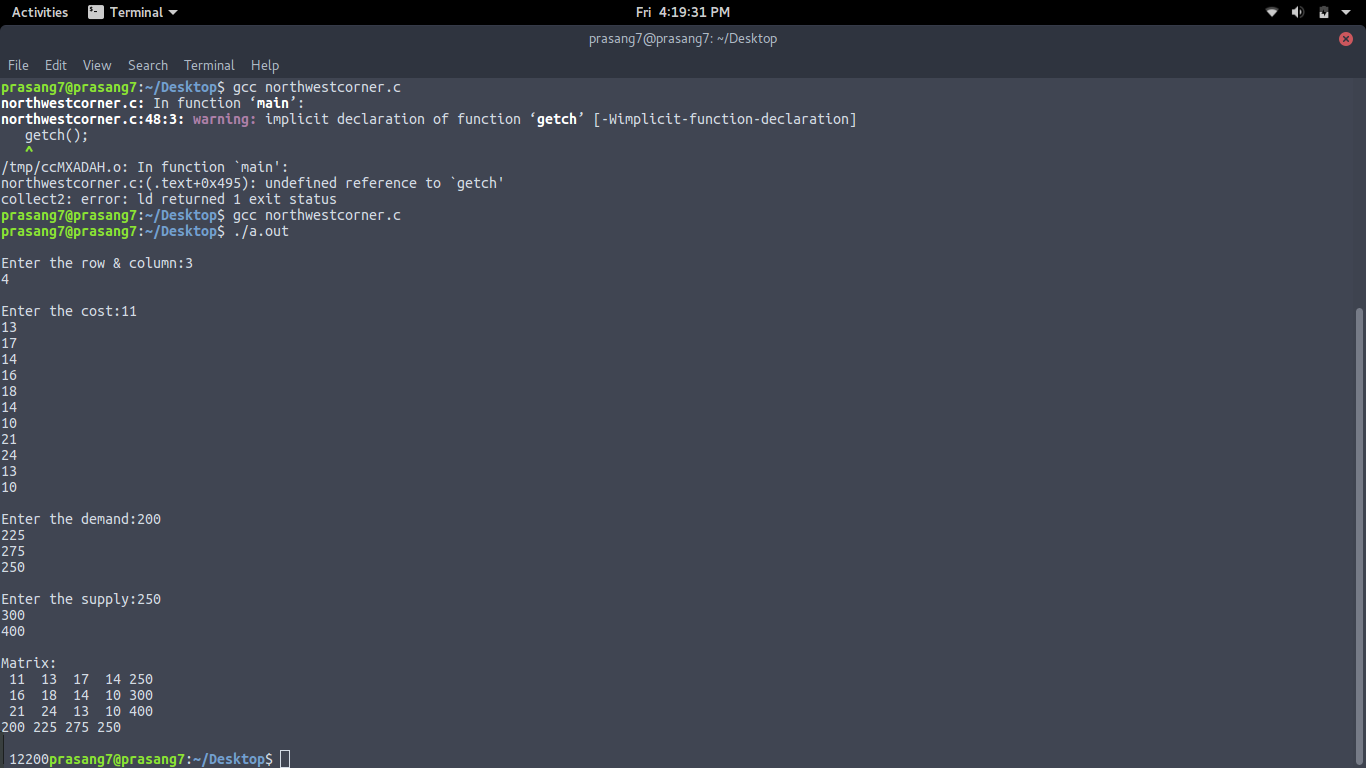 Activities Terminal Fri 4:19:31 PM
prasang7@prasang7: ~/Desktop
File Edit View Search Terminal Help
prasang7@prasang7:~/Desktop$ gcc northwestcorner.c
northwestcorner.c: In function ‘main’:
northwestcorner.c:48:3: warning: implicit declaration of function ‘getch’ [-Wimplicit-function-declaration]
   getch();
   ^
/tmp/ccMXADAH.o: In function `main':
northwestcorner.c:(.text+0x495): undefined reference to `getch'
collect2: error: ld returned 1 exit status
prasang7@prasang7:~/Desktop$ gcc northwestcorner.c
prasang7@prasang7:~/Desktop$ ./a.out
Enter the row & column:3
4
Enter the cost:11
13
17
14
16
18
14
10
21
24
13
10
Enter the demand:200
225
275
250
Enter the supply:250
300
400
Matrix:
 11  13  17  14 250
 16  18  14  10 300
 21  24  13  10 400
200 225 275 250
 12200prasang7@prasang7:~/Desktop$